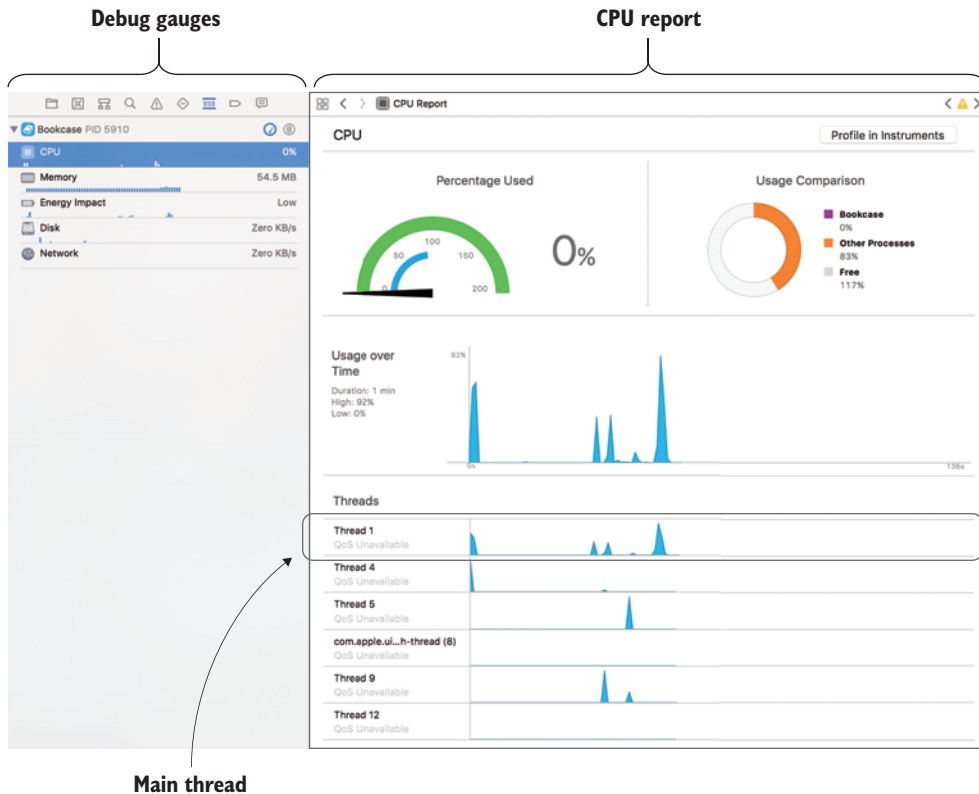 Debug gauges
CPU report
Bookcase PID 5910
CPU 0%
Memory 54.5 MB
Energy Impact Low
Disk Zero KB/s
Network Zero KB/s
CPU Report
CPU
Profile in Instruments
Percentage Used
0
50
100
150
200
0%
Usage Comparison
Bookcase
0%
Other Processes
83%
Free
117%
Usage over
Time
Duration: 1 min
High: 92%
Low: 0%
92%
0s
136s
Threads
Thread 1
QoS Unavailable
Thread 4
QoS Unavailable
Thread 5
QoS Unavailable
com.apple.ui...h-thread (8)
QoS Unavailable
Thread 9
QoS Unavailable
Thread 12
QoS Unavailable
Main thread